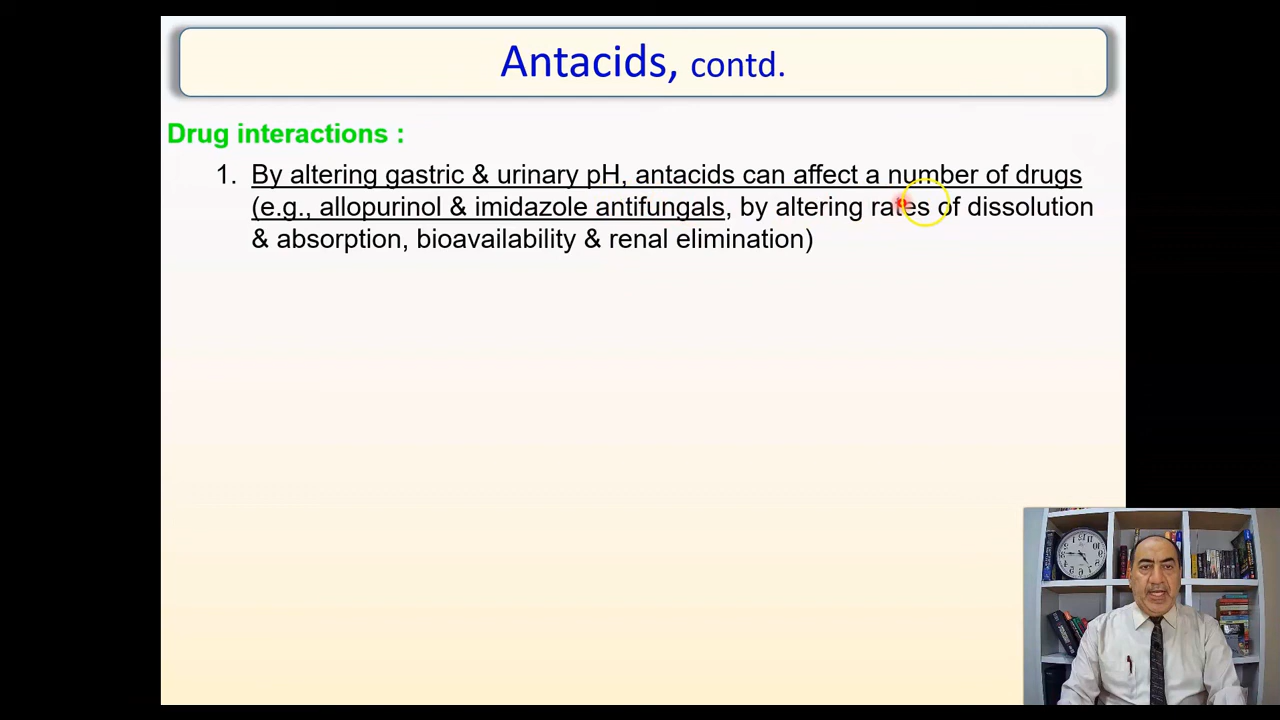 Antacids, contd.
Drug interactions :
1. By altering gastric & urinary pH, antacids can affect a number of drugs
(e.g., allopurinol & imidazole antifungals, by altering rates of dissolution
& absorption, bioavailability & renal elimination)